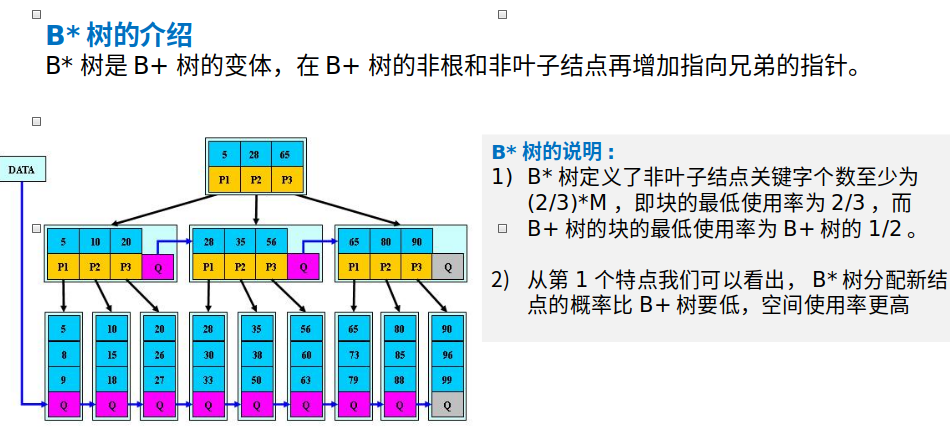 B* 树的介绍
B* 树是 B+ 树的变体，在 B+ 树的非根和非叶子结点再增加指向兄弟的指针。
DATA
5 28 65
P1 P2 P3
5 10 20
P1 P2 P3 Q
28 35 56
P1 P2 P3 Q
65 80 90
P1 P2 P3 Q
5 10 20 28 35 56 65 80 90
8 15 26 30 38 60 73 85 96
9 18 27 33 50 63 79 88 99
Q Q Q Q Q Q Q Q Q
B* 树的说明 :
1) B* 树定义了非叶子结点关键字个数至少为
(2/3)*M ，即块的最低使用率为 2/3 ，而
B+ 树的块的最低使用率为 B+ 树的 1/2 。
2) 从第 1 个特点我们可以看出， B* 树分配新结
点的概率比 B+ 树要低，空间使用率更高